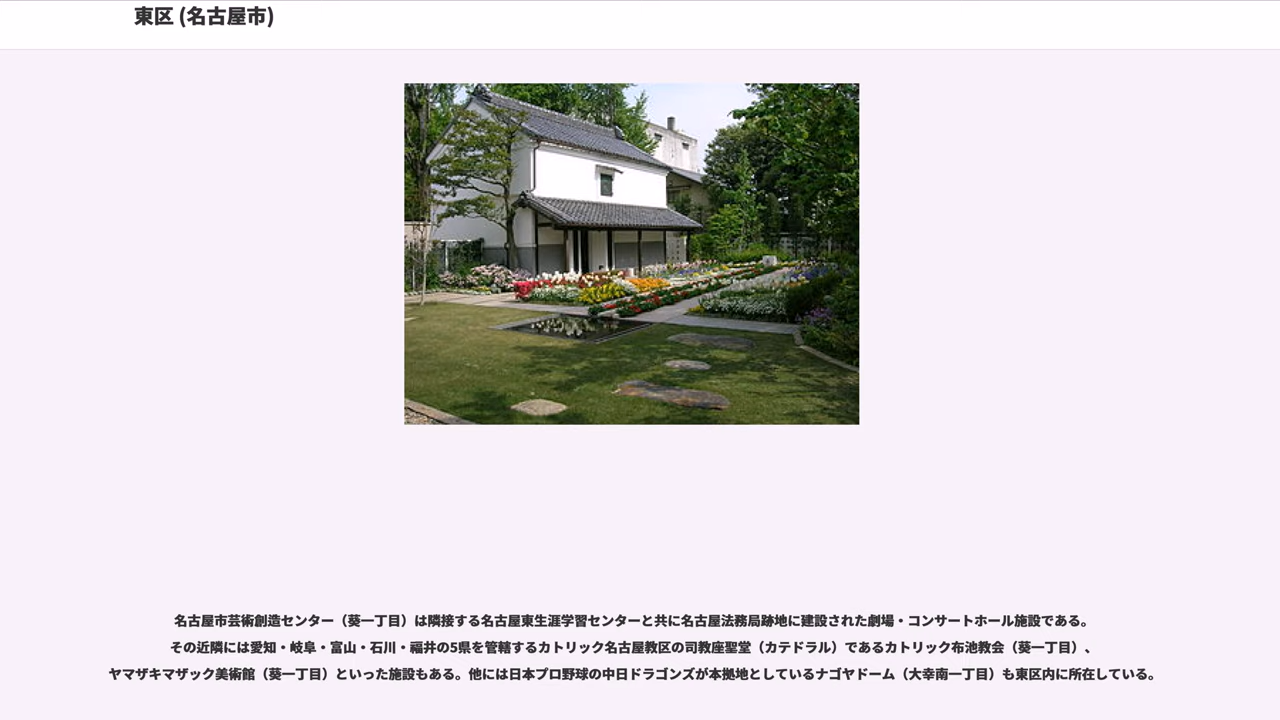 東区 (名古屋市)
名古屋市芸術創造センター（葵一丁目）は隣接する名古屋東生涯学習センターと共に名古屋法務局跡地に建設された劇場・コンサートホール施設である。
その近隣には愛知・岐阜・富山・石川・福井の5県を管轄するカトリック名古屋教区の司教座聖堂（カテドラル）であるカトリック布池教会（葵一丁目）、
ヤマザキマザック美術館（葵一丁目）といった施設もある。他には日本プロ野球の中日ドラゴンズが本拠地としているナゴヤドーム（大幸南一丁目）も東区内に所在している。